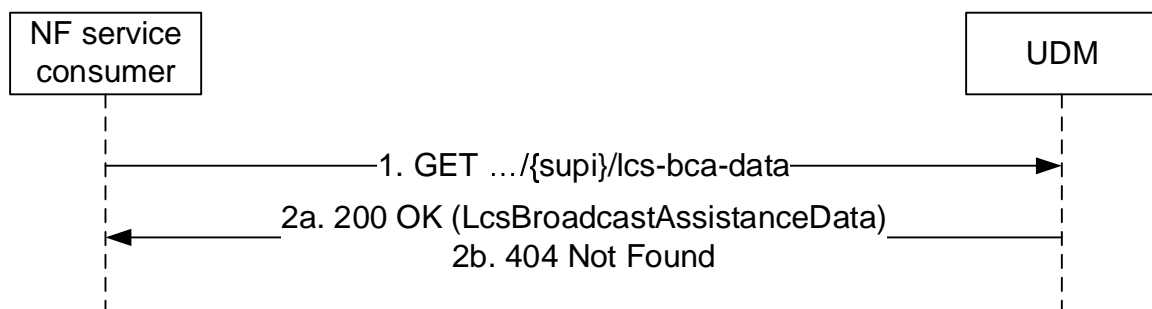 NF service
consumer
UDM
1. GET …/{supi}/lcs-bca-data
2a. 200 OK (LcsBroadcastAssistanceData)
2b. 404 Not Found